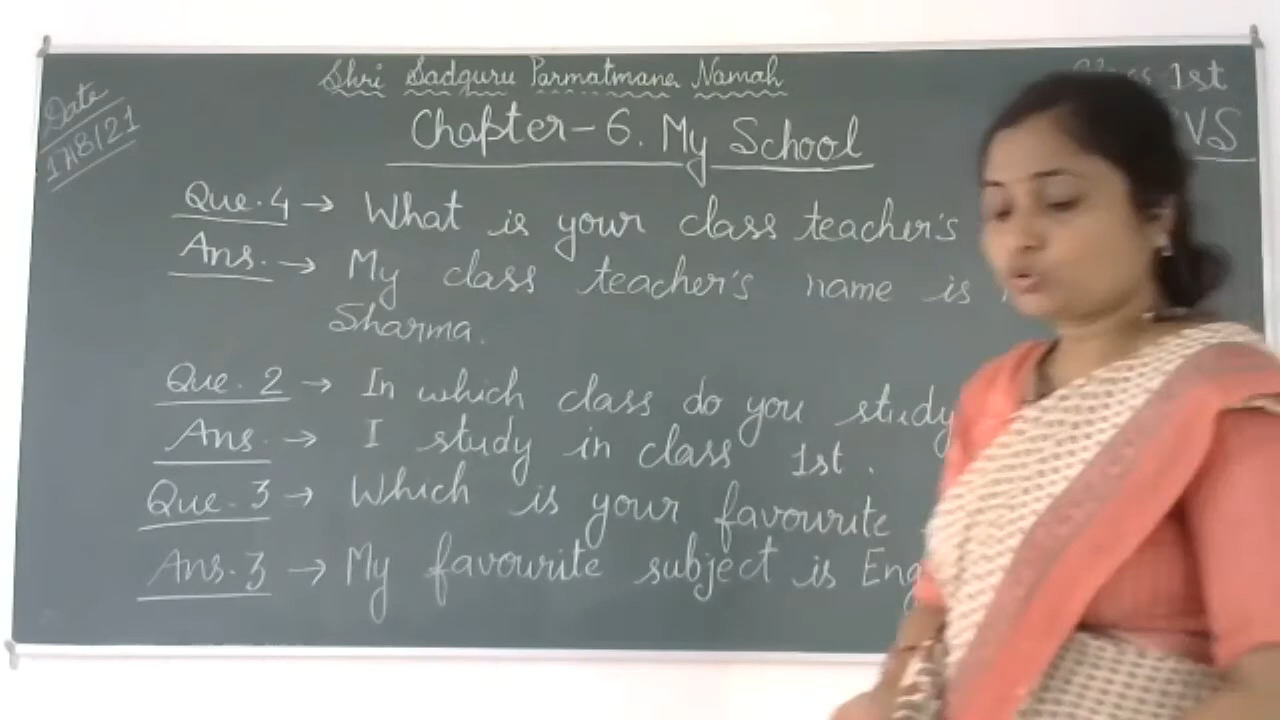 Shri Sadguru Parmatmane Namah
Class 1st
Date
17/8/21
VS
Chapter-6. My School
Que.4 → What is your class teacher's
Ans. → My class teacher's name is
Sharma.
Que. 2 → In which class do you study
Ans. → I study in class 1st.
Que. 3 → Which is your favourite
Ans.3 → My favourite subject is Eng